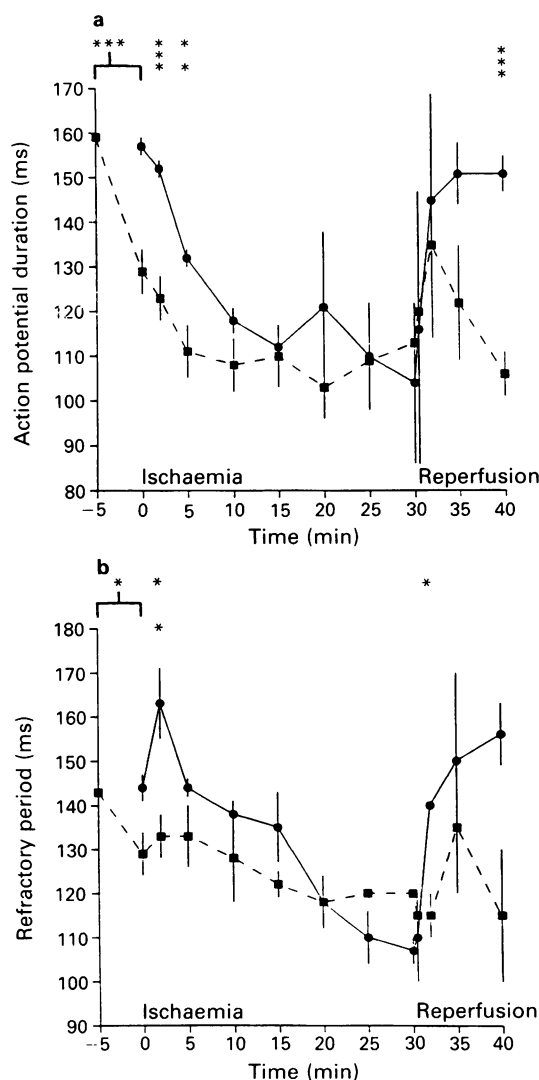 a
* * * * * * * * *
* *
170
160
150
140
130
120
110
100
90
80
Action potential duration (ms)
Ischaemia Reperfusion
−5 0 5 10 15 20 25 30 35 40
Time (min)
b
* * *
*
180
170
160
150
140
130
120
110
100
90
Refractory period (ms)
Ischaemia Reperfusion
−5 0 5 10 15 20 25 30 35 40
Time (min)